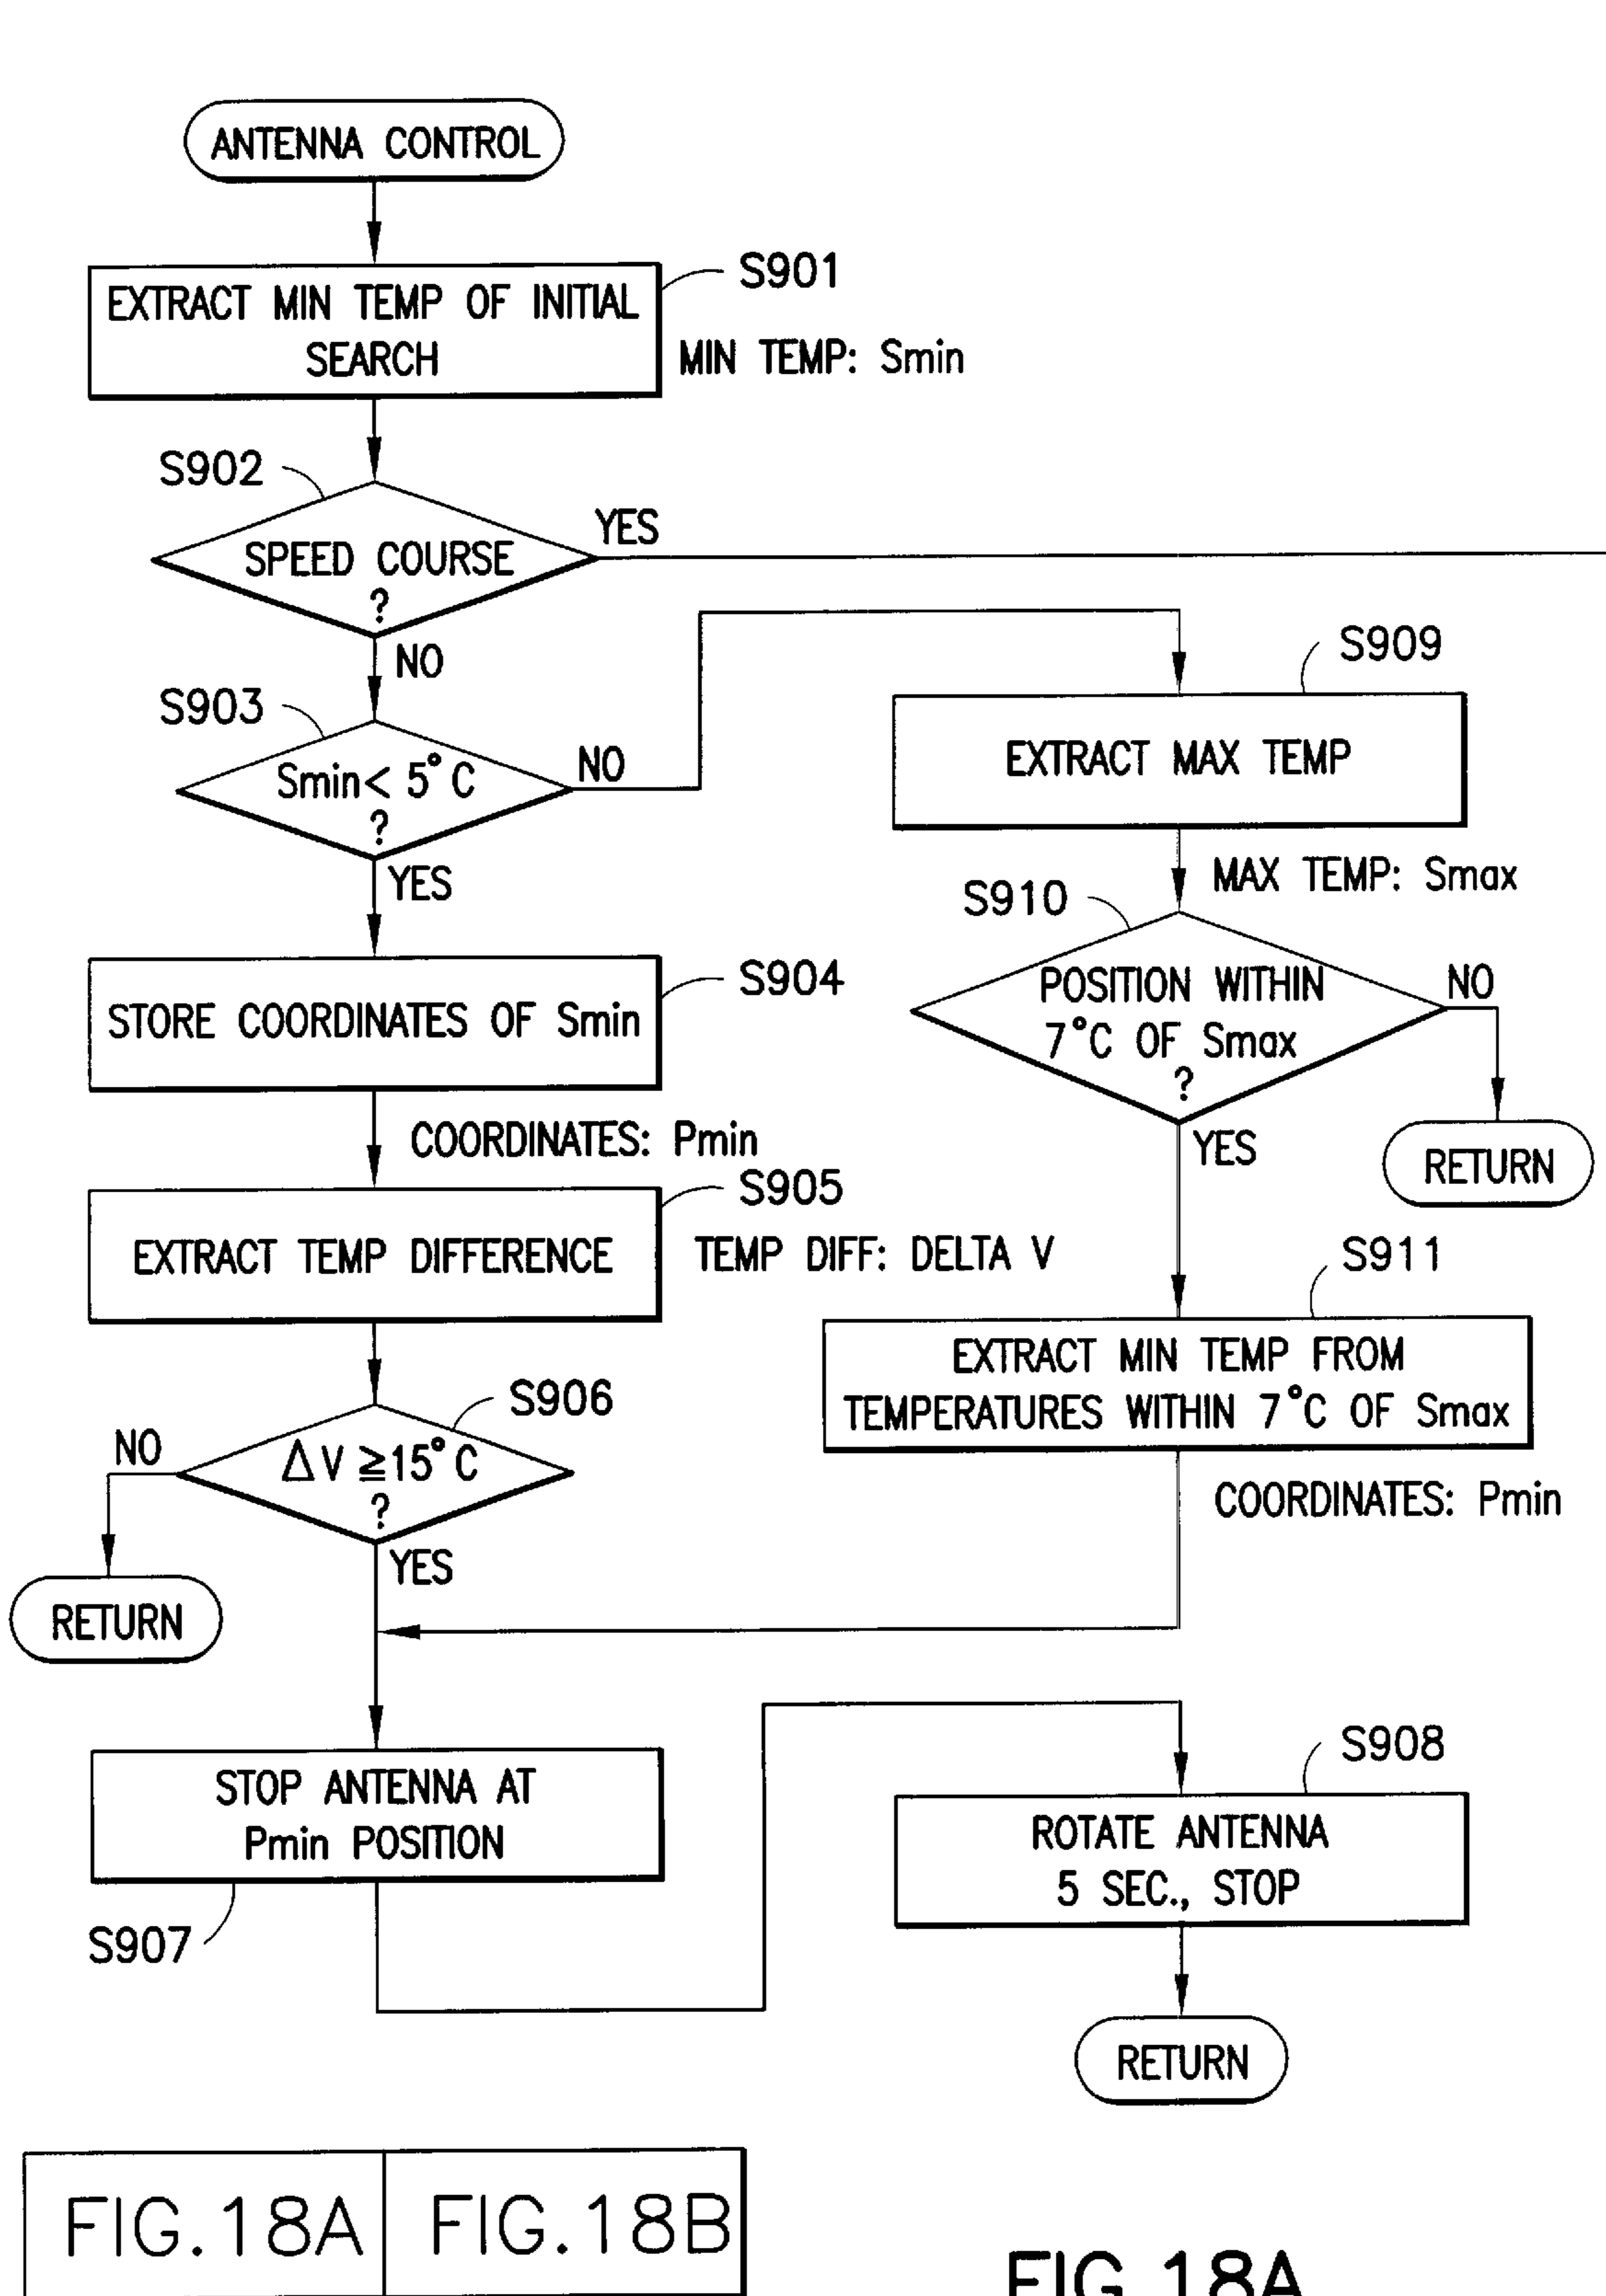 ANTENNA CONTROL
S901
EXTRACT MIN TEMP OF INITIAL
SEARCH
MIN TEMP: Smin
S902
SPEED COURSE
?
YES
NO
S903
Smin< 5°C
?
NO
YES
S904
STORE COORDINATES OF Smin
COORDINATES: Pmin
S905
EXTRACT TEMP DIFFERENCE
TEMP DIFF: DELTA V
S906
ΔV ≧15°C
?
NO
YES
RETURN
STOP ANTENNA AT
Pmin POSITION
S907
S909
EXTRACT MAX TEMP
MAX TEMP: Smax
S910
POSITION WITHIN
7°C OF Smax
?
NO
RETURN
YES
S911
EXTRACT MIN TEMP FROM
TEMPERATURES WITHIN 7°C OF Smax
COORDINATES: Pmin
S908
ROTATE ANTENNA
5 SEC., STOP
RETURN
FIG.18A
FIG.18B
FIG.18A